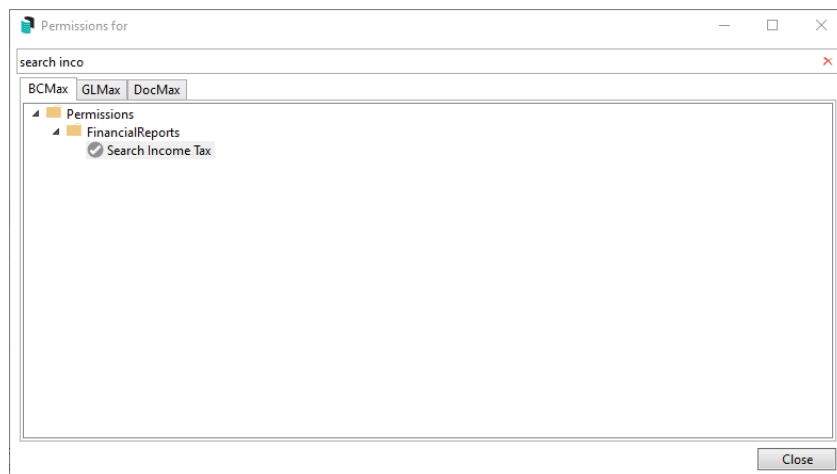 Permissions for
search inco
BCMax GLMax DocMax
Permissions
FinancialReports
Search Income Tax
Close